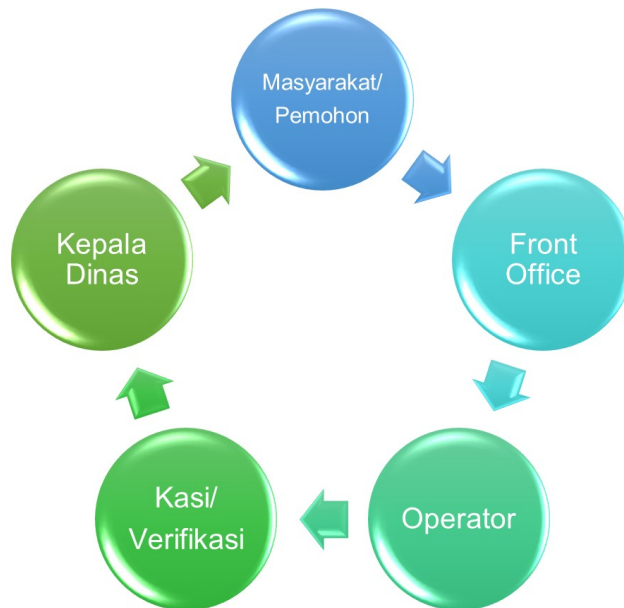 Masyarakat/
Pemohon
Front
Office
Operator
Kasi/
Verifikasi
Kepala
Dinas